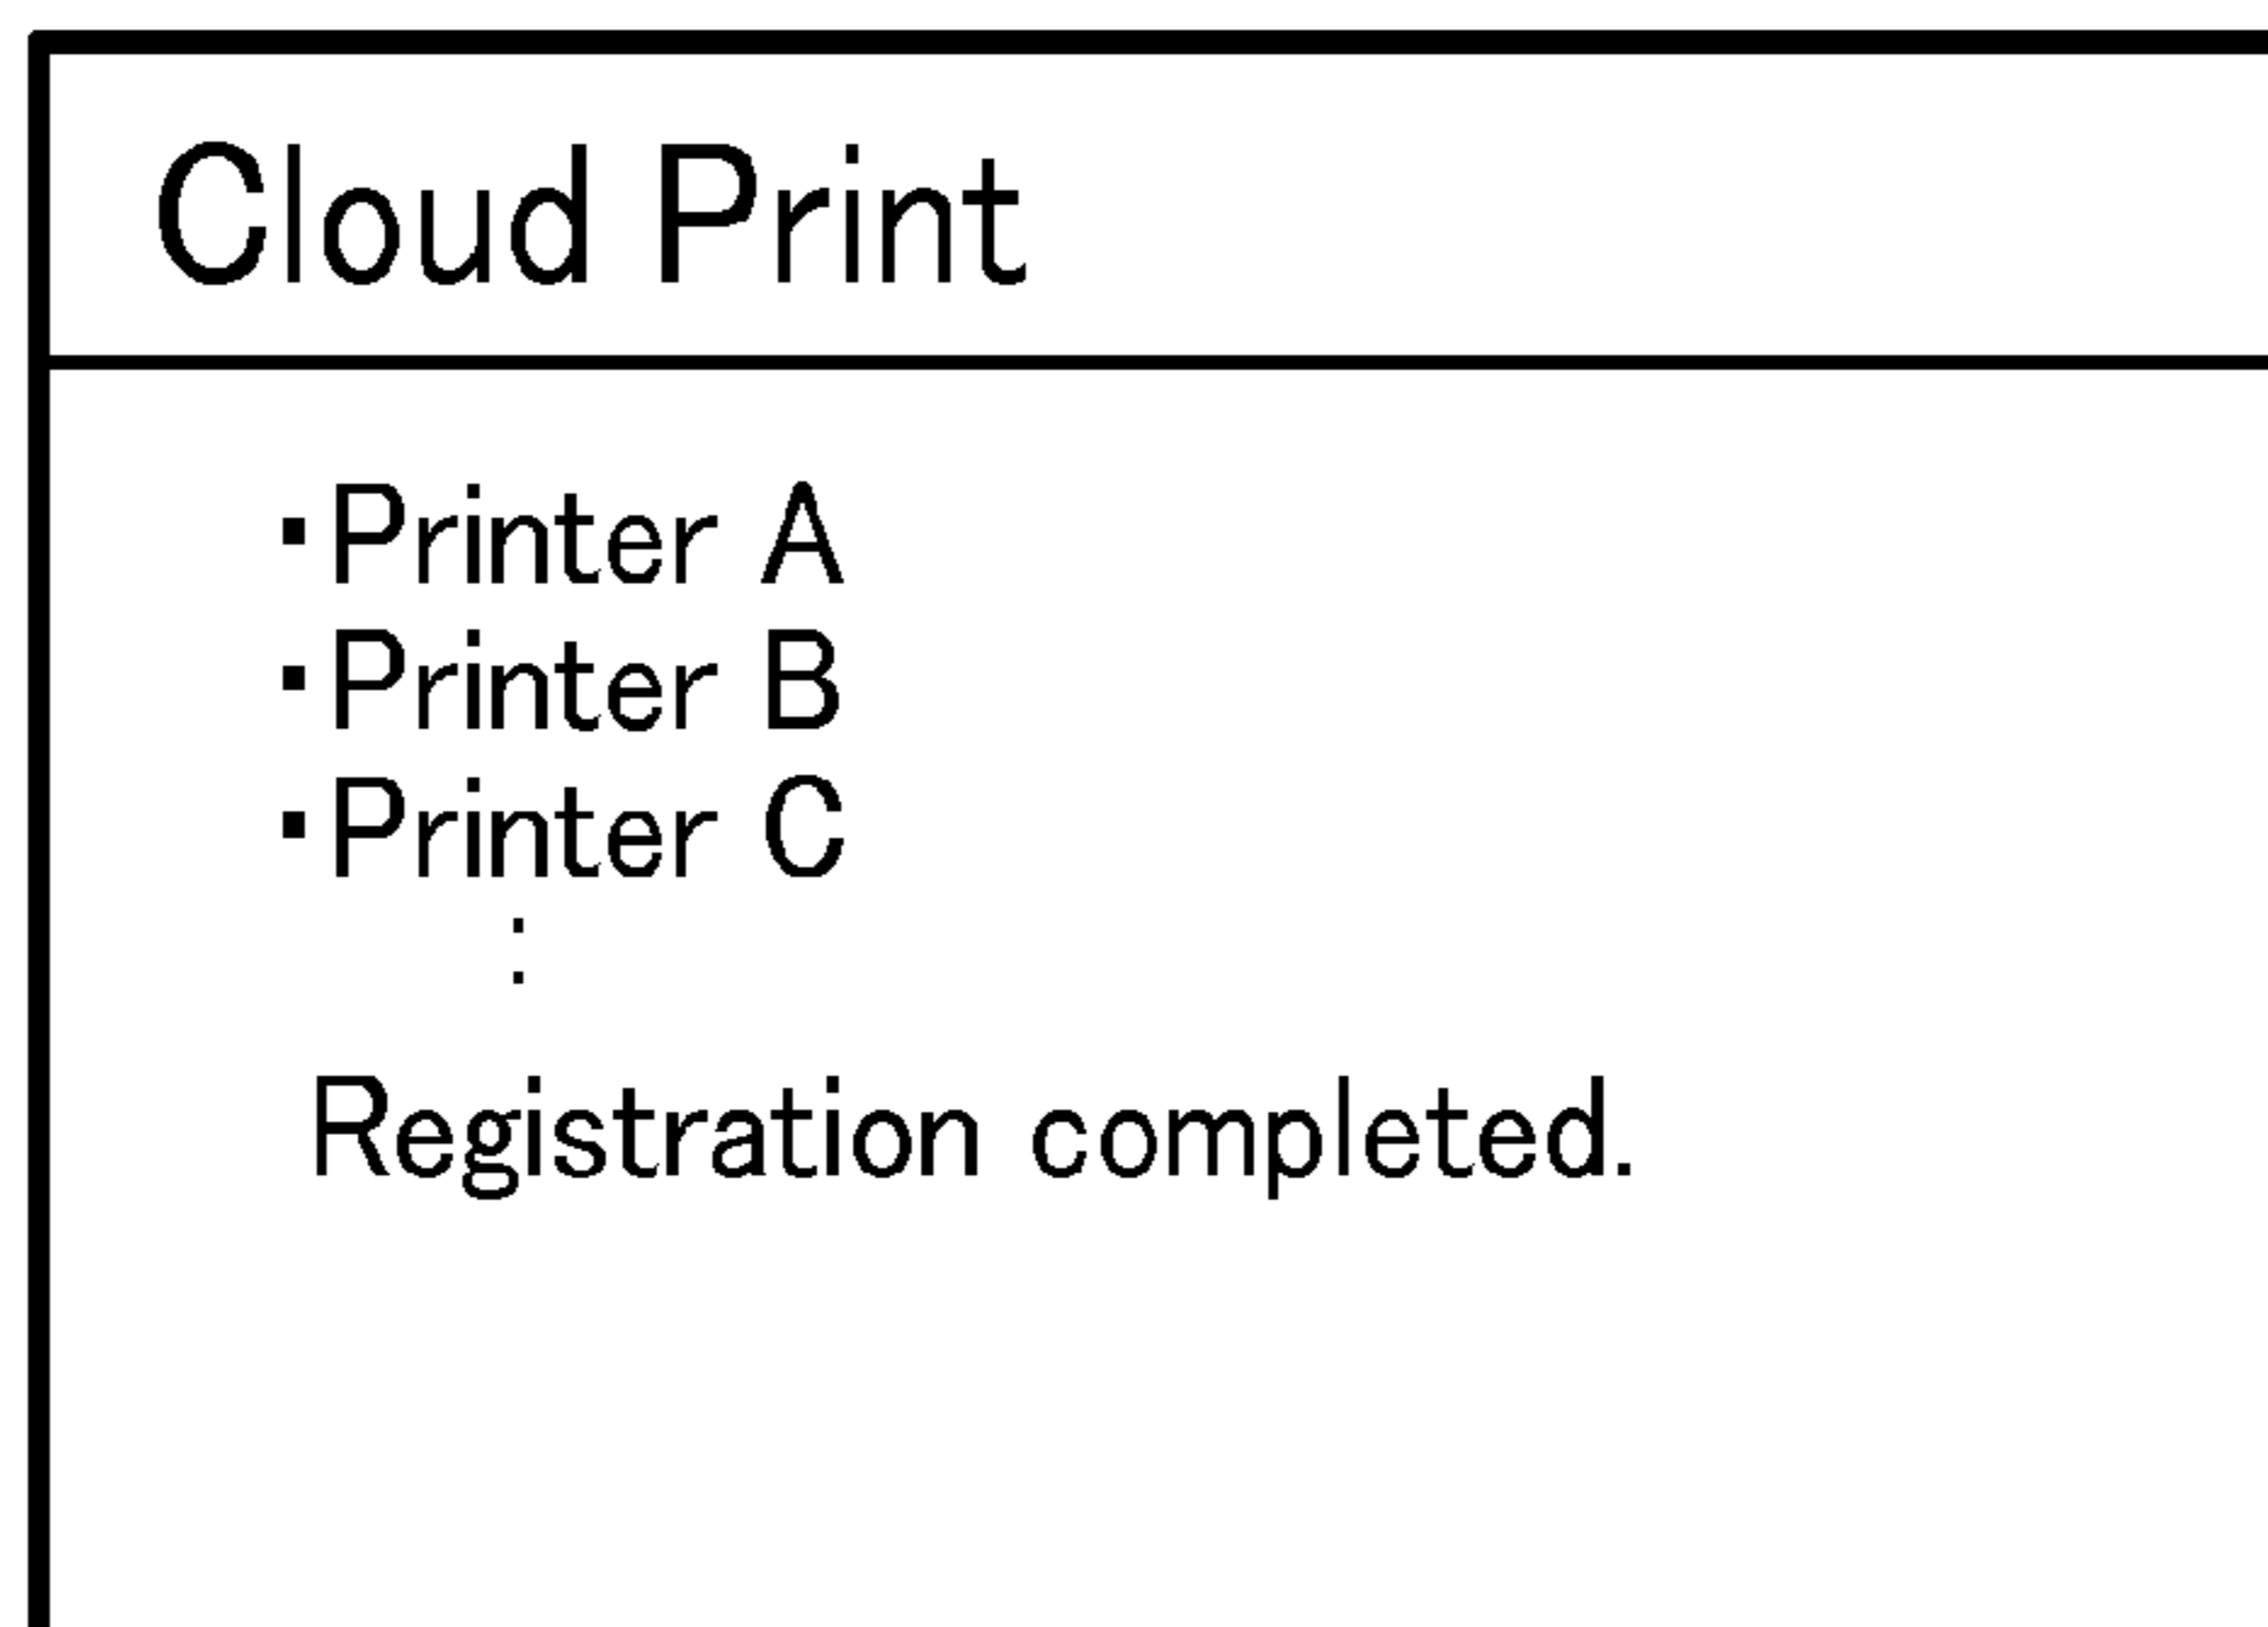 Cloud Print
・Printer A
・Printer B
・Printer C
:
Registration completed.